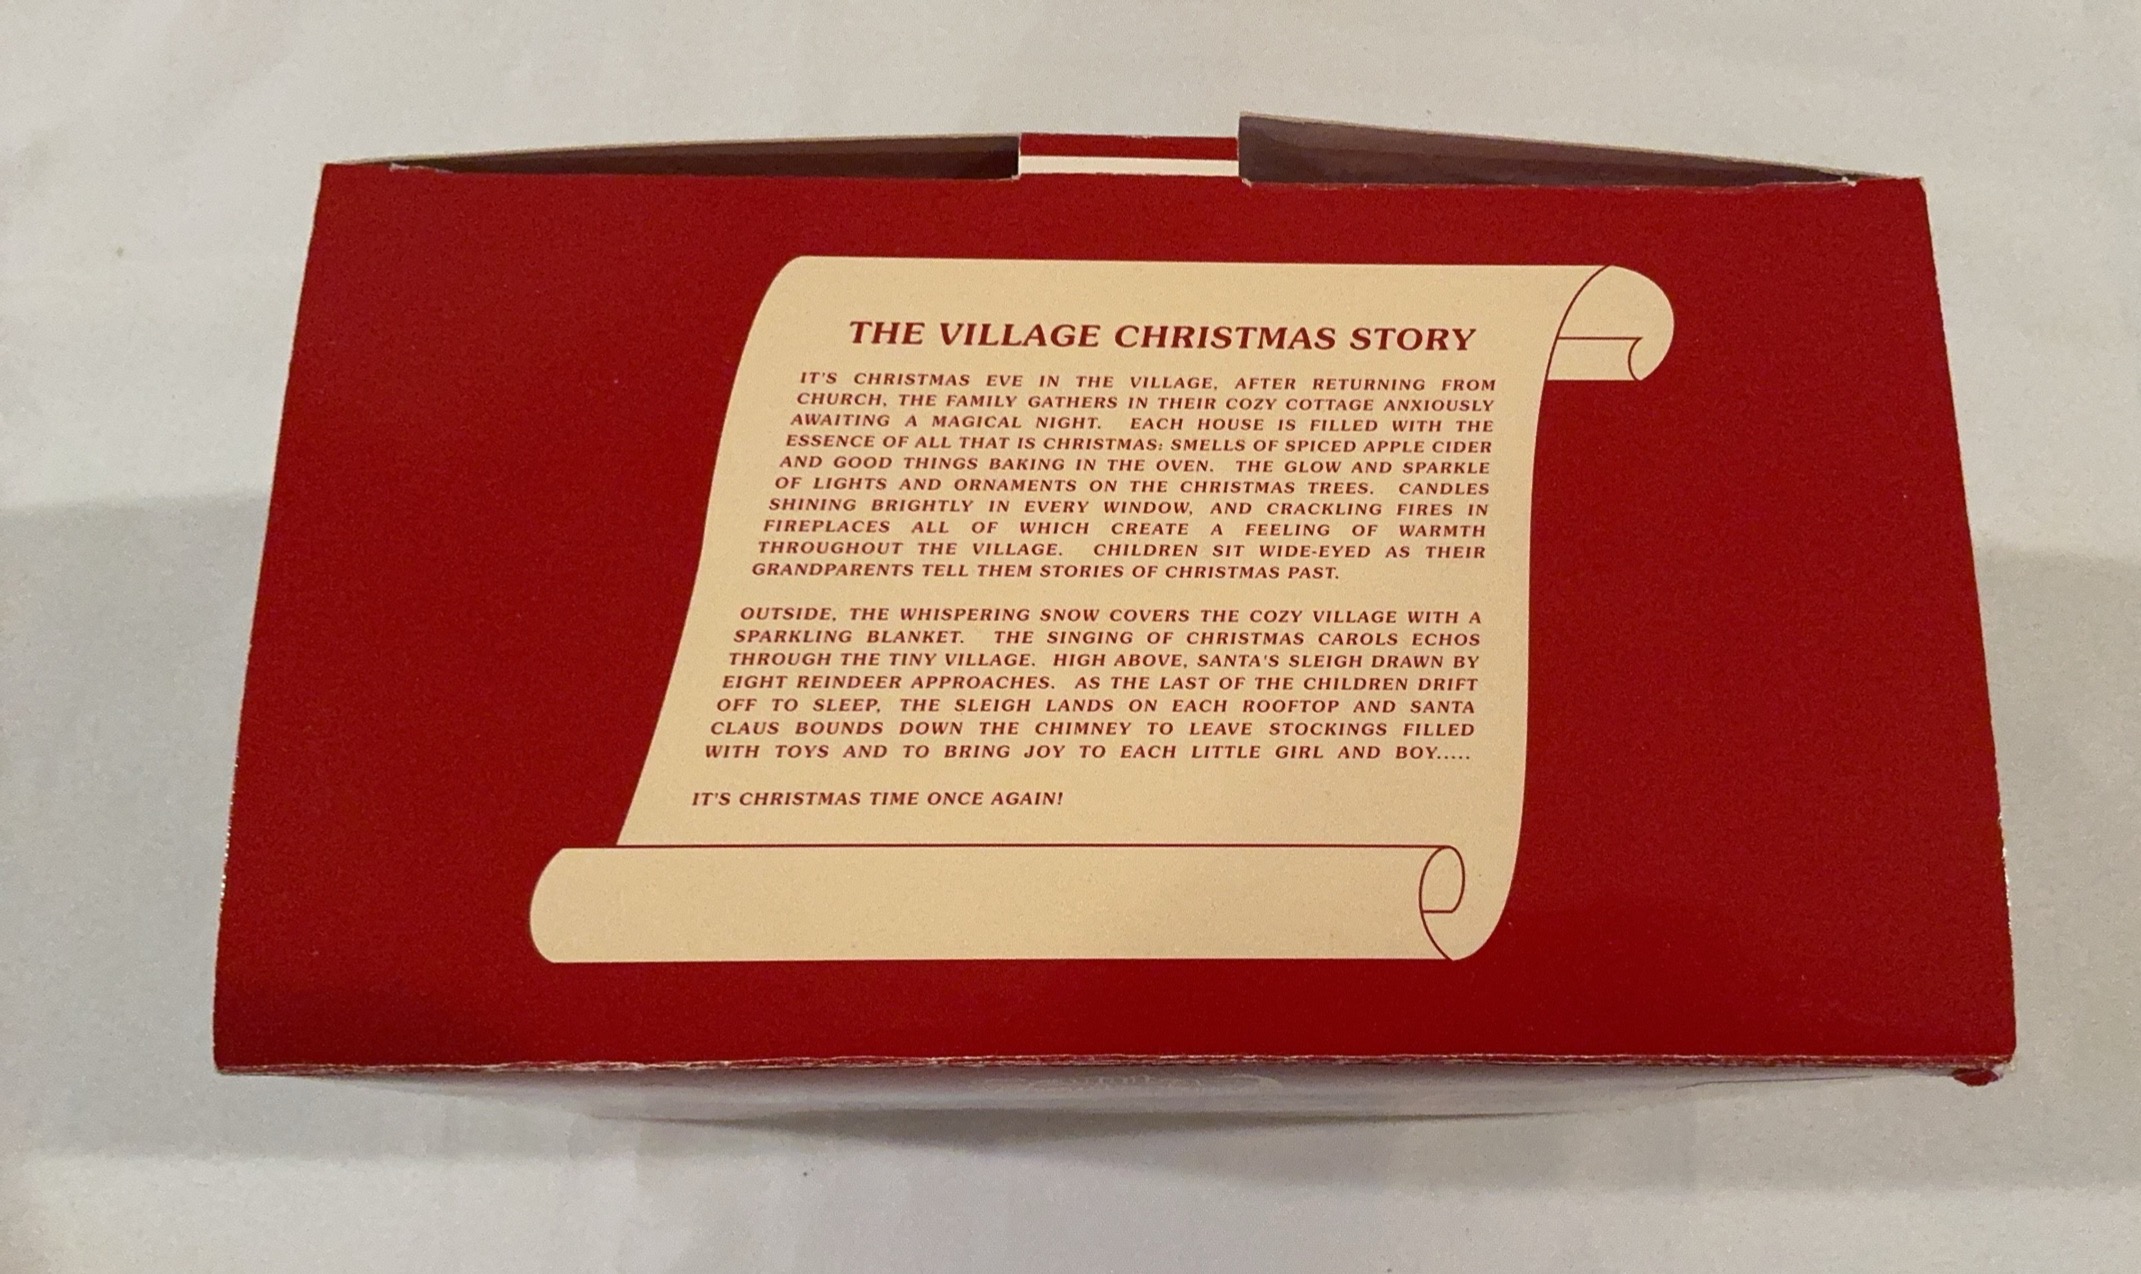 THE VILLAGE CHRISTMAS STORY
IT'S CHRISTMAS EVE IN THE VILLAGE, AFTER RETURNING FROM
CHURCH, THE FAMILY GATHERS IN THEIR COZY COTTAGE ANXIOUSLY
AWAITING A MAGICAL NIGHT. EACH HOUSE IS FILLED WITH THE
ESSENCE OF ALL THAT IS CHRISTMAS: SMELLS OF SPICED APPLE CIDER
AND GOOD THINGS BAKING IN THE OVEN. THE GLOW AND SPARKLE
OF LIGHTS AND ORNAMENTS ON THE CHRISTMAS TREES. CANDLES
SHINING BRIGHTLY IN EVERY WINDOW, AND CRACKLING FIRES IN
FIREPLACES ALL OF WHICH CREATE A FEELING OF WARMTH
THROUGHOUT THE VILLAGE. CHILDREN SIT WIDE-EYED AS THEIR
GRANDPARENTS TELL THEM STORIES OF CHRISTMAS PAST.
OUTSIDE, THE WHISPERING SNOW COVERS THE COZY VILLAGE WITH A
SPARKLING BLANKET. THE SINGING OF CHRISTMAS CAROLS ECHOS
THROUGH THE TINY VILLAGE. HIGH ABOVE, SANTA'S SLEIGH DRAWN BY
EIGHT REINDEER APPROACHES. AS THE LAST OF THE CHILDREN DRIFT
OFF TO SLEEP, THE SLEIGH LANDS ON EACH ROOFTOP AND SANTA
CLAUS BOUNDS DOWN THE CHIMNEY TO LEAVE STOCKINGS FILLED
WITH TOYS AND TO BRING JOY TO EACH LITTLE GIRL AND BOY.....
IT'S CHRISTMAS TIME ONCE AGAIN!